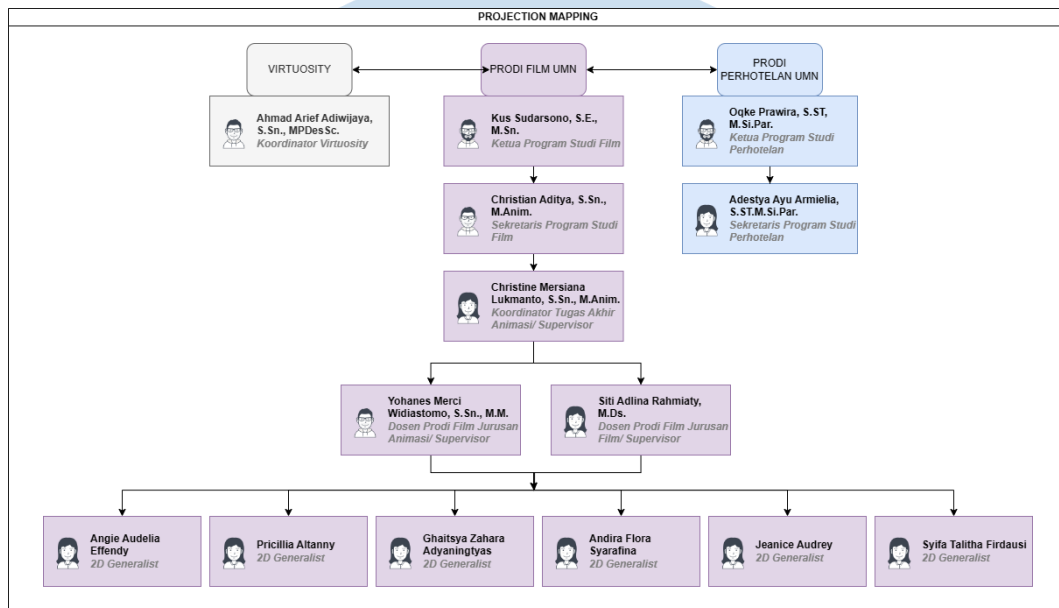 PROJECTION MAPPING
VIRTUOSITY
PRODI FILM UMN
PRODI
PERHOTELAN UMN
Ahmad Arief Adiwijaya,
S.Sn., MPDesSc.
Koordinator Virtuosity
Kus Sudarsono, S.E.,
M.Sn.
Ketua Program Studi Film
Oqke Prawira, S.ST,
M.Si.Par.
Ketua Program Studi
Perhotelan
Christian Aditya, S.Sn.,
M.Anim.
Sekretaris Program Studi
Film
Adestya Ayu Armielia,
S.ST.M.Si.Par.
Sekretaris Program Studi
Perhotelan
Christine Mersiana
Lukmanto, S.Sn., M.Anim.
Koordinator Tugas Akhir
Animasi/ Supervisor
Yohanes Merci
Widiastomo, S.Sn., M.M.
Dosen Prodi Film Jurusan
Animasi/ Supervisor
Siti Adlina Rahmiaty,
M.Ds.
Dosen Prodi Film Jurusan
Film/ Supervisor
Angie Audelia
Effendy
2D Generalist
Pricillia Altanny
2D Generalist
Ghaitsya Zahara
Adyaningtyas
2D Generalist
Andira Flora
Syarafina
2D Generalist
Jeanice Audrey
2D Generalist
Syifa Talitha Firdausi
2D Generalist